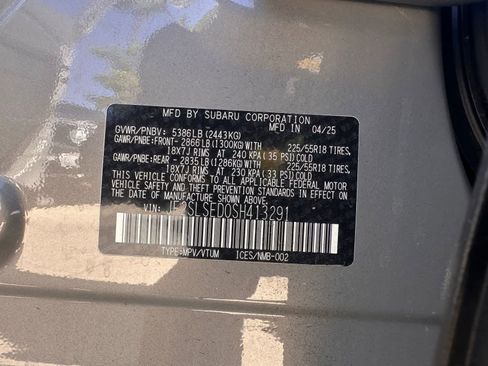 MFD BY SUBARU CORPORATION IN 04/25
GVWR/PNBV: 5386LB(2443KG)
GAWR/PNBE:FRONT- 2866LB(1300KG)WITH 225/55R18 TIRES,
18X7J RIMS AT 240 KPA(35 PSI)COLD
GAWR/PNBE:REAR - 2835LB(1286KG)WITH 225/55R18 TIRES,
18X7J RIMS AT 230 KPA(33 PSI)COLD
THIS VEHICLE CONFORMS TO ALL APPLICABLE FEDERAL MOTOR
VEHICLE SAFETY, BUMPER, AND THEFT PREVENTION STANDARDS
IN EFFECT ON THE DATE OF MANUFACTURE SHOWN ABOVE.
VIN:
TYPE:MPV/VTUM ICES/NMB-002